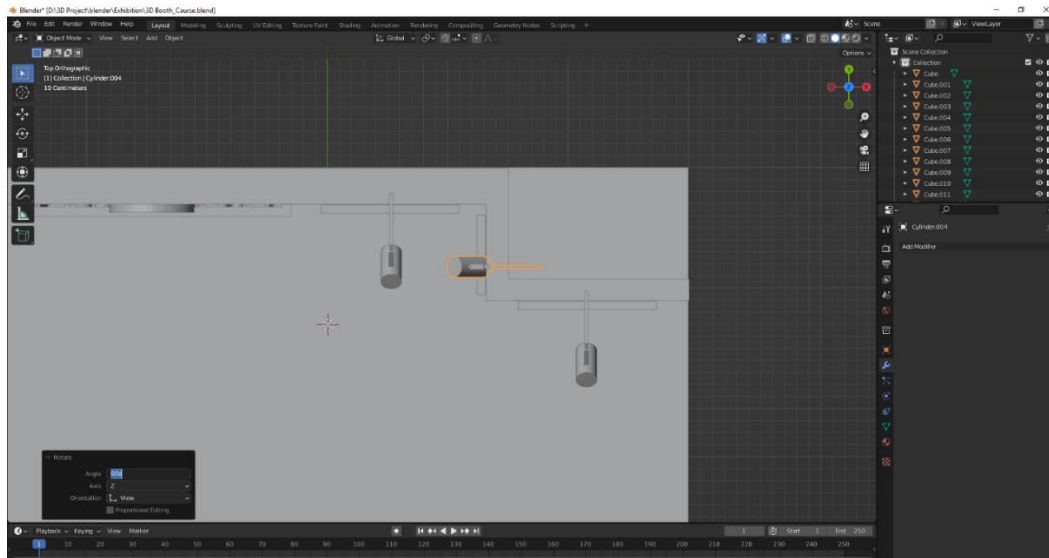 Blender* [D:\3D Project\blender\Exhibition\3D Booth_Caurse.blend]
File Edit Render Window Help Layout Modeling Sculpting UV Editing Texture Paint Shading Animation Rendering Compositing Geometry Nodes Scripting + Scene ViewLayer
Object Mode View Select Add Object Global
Options
Top Orthographic
(1) Collection | Cylinder.004
10 Centimeters
Y
Z
X
Scene Collection
Collection
Cube
Cube.001
Cube.002
Cube.003
Cube.004
Cube.005
Cube.006
Cube.007
Cube.008
Cube.009
Cube.010
Cube.011
Cylinder.004
Add Modifier
Rotate
Angle 90d
Axis Z
Orientation View
Proportional Editing
Playback Keying View Marker 1 Start 1 End 250
1 10 20 30 40 50 60 70 80 90 100 110 120 130 140 150 160 170 180 190 200 210 220 230 240 250